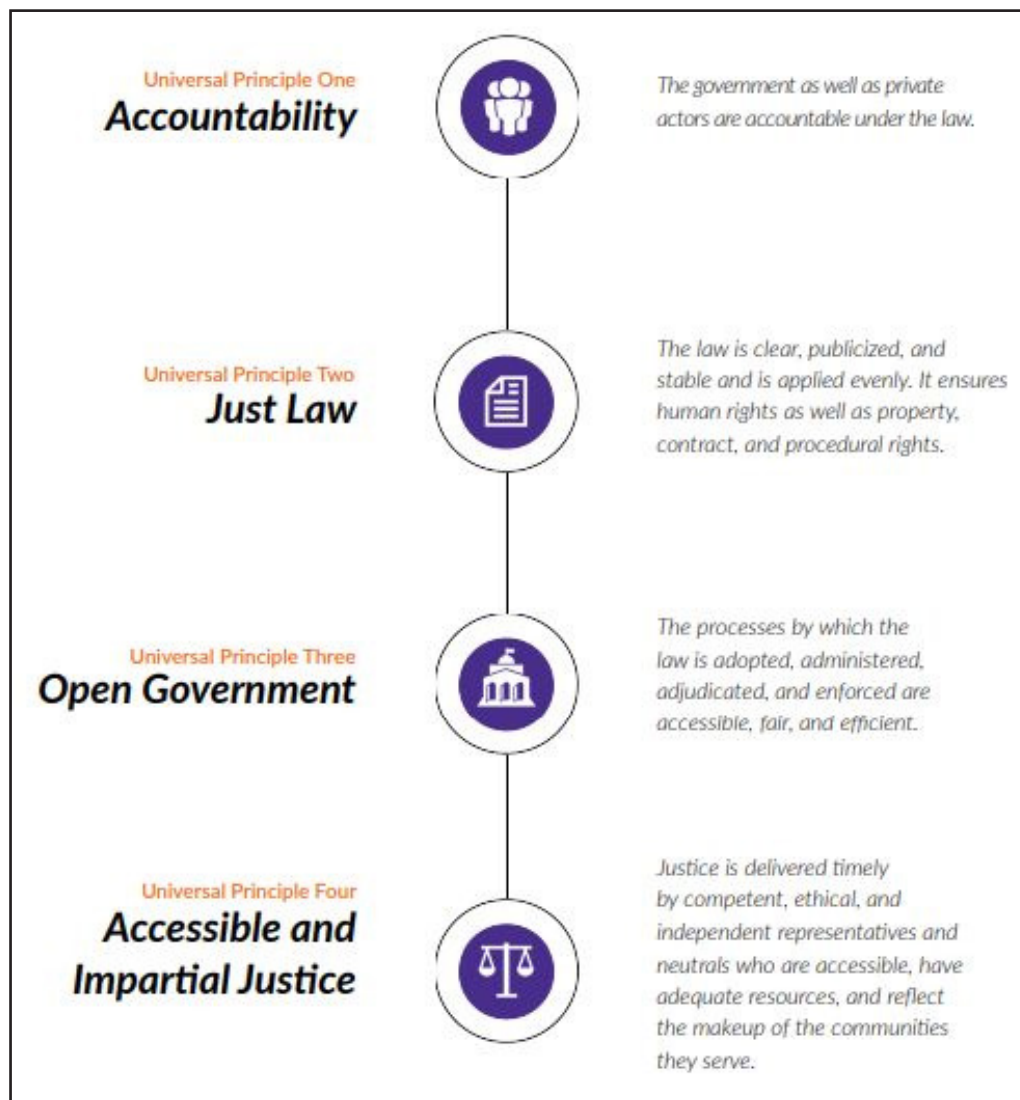 Universal Principle One
Accountability
The government as well as private
actors are accountable under the law.
Universal Principle Two
Just Law
The law is clear, publicized, and
stable and is applied evenly. It ensures
human rights as well as property,
contract, and procedural rights.
Universal Principle Three
Open Government
The processes by which the
law is adopted, administered,
adjudicated, and enforced are
accessible, fair, and efficient.
Universal Principle Four
Accessible and
Impartial Justice
Justice is delivered timely
by competent, ethical, and
independent representatives and
neutrals who are accessible, have
adequate resources, and reflect
the makeup of the communities
they serve.